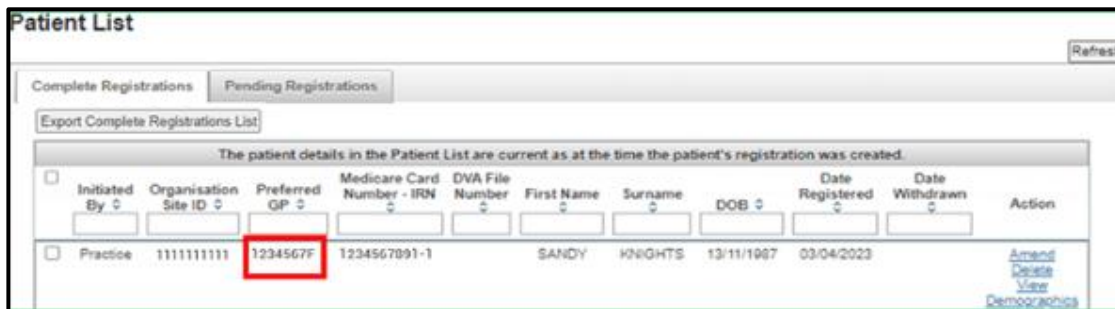 Patient List
Refres
Complete Registrations Pending Registrations
Export Complete Registrations List
The patient details in the Patient List are current as at the time the patient's registration was created.
Initiated By Organisation Site ID Preferred GP Medicare Card Number - IRN DVA File Number First Name Surname DOB Date Registered Date Withdrawn Action
Practice 1111111111 1234567F 1234567891-1 SANDY KNIGHTS 13/11/1987 03/04/2023 Amend
Delete
View
Demographics